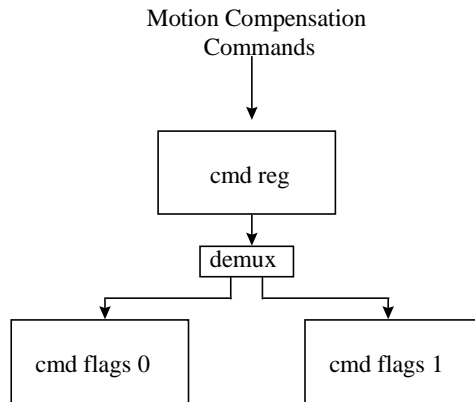 Motion Compensation
Commands
cmd reg
demux
cmd flags 0
cmd flags 1